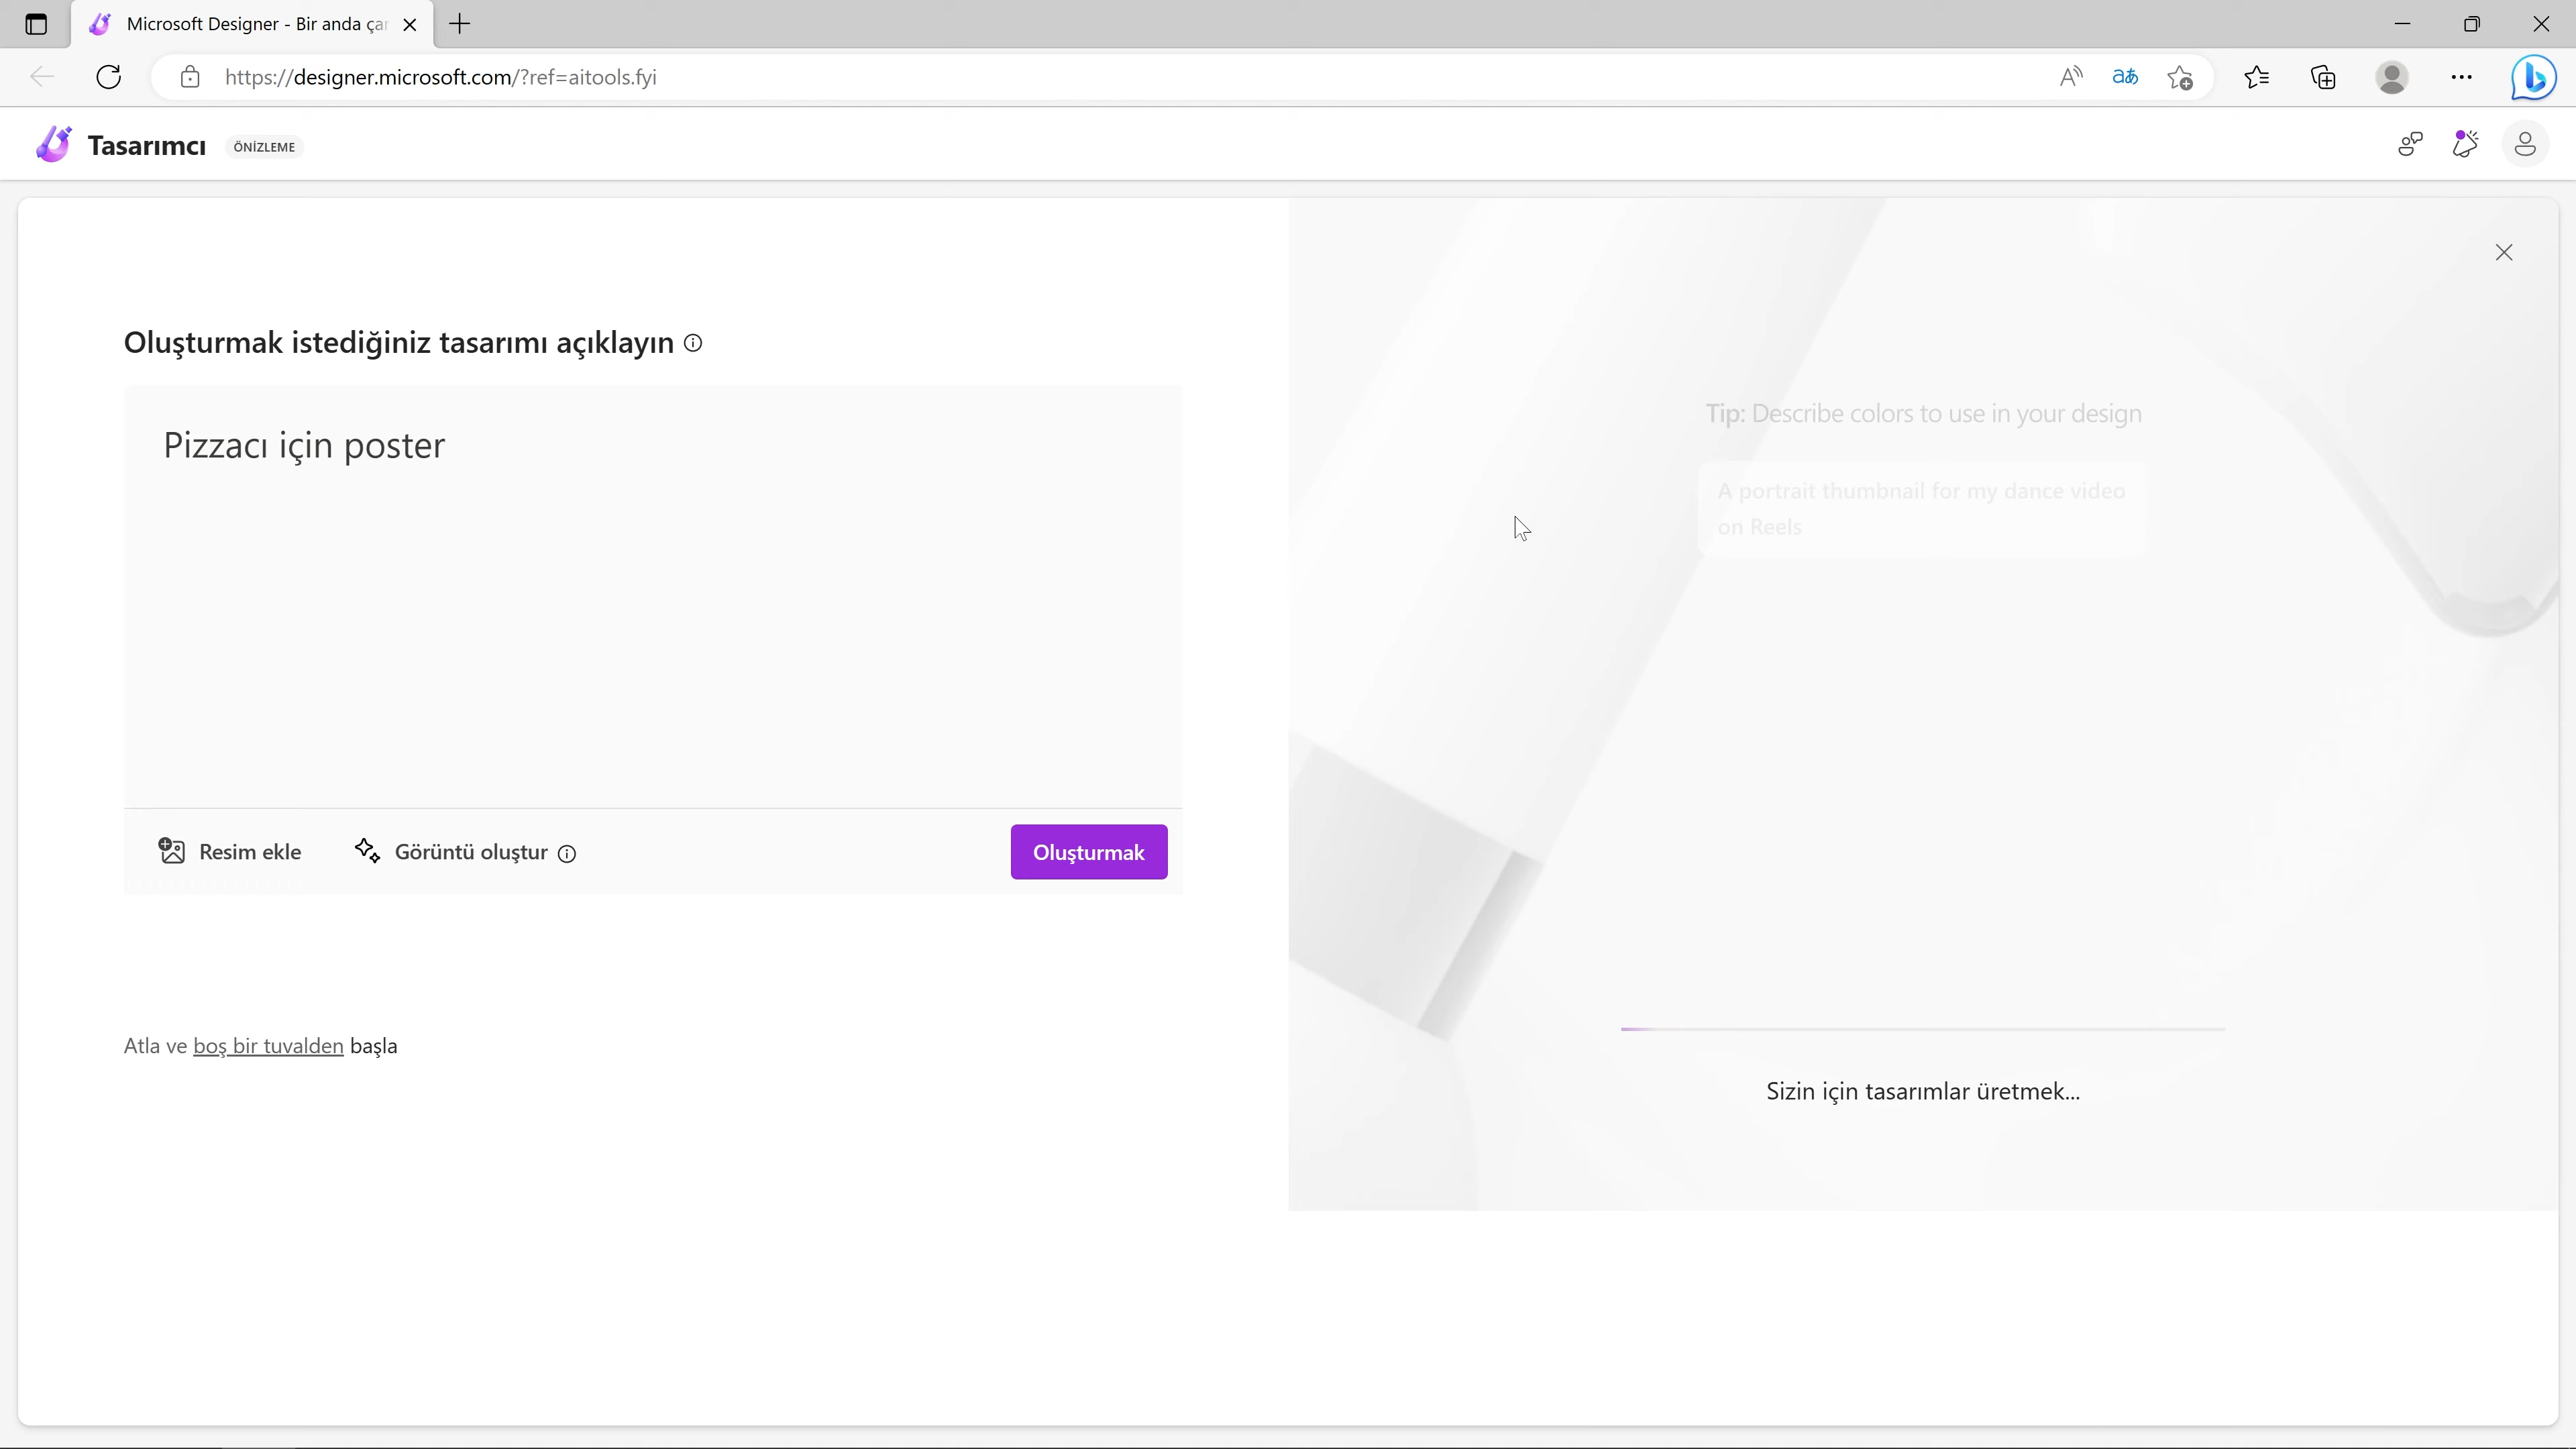 Microsoft Designer - Bir anda çar
https://designer.microsoft.com/?ref=aitools.fyi
Tasarımcı
ÖNİZLEME
Oluşturmak istediğiniz tasarımı açıklayın
Pizzacı için poster
Resim ekle
Görüntü oluştur
Oluşturmak
Atla ve boş bir tuvalden başla
Tip: Describe colors to use in your design
A portrait thumbnail for my dance video
on Reels
Sizin için tasarımlar üretmek...